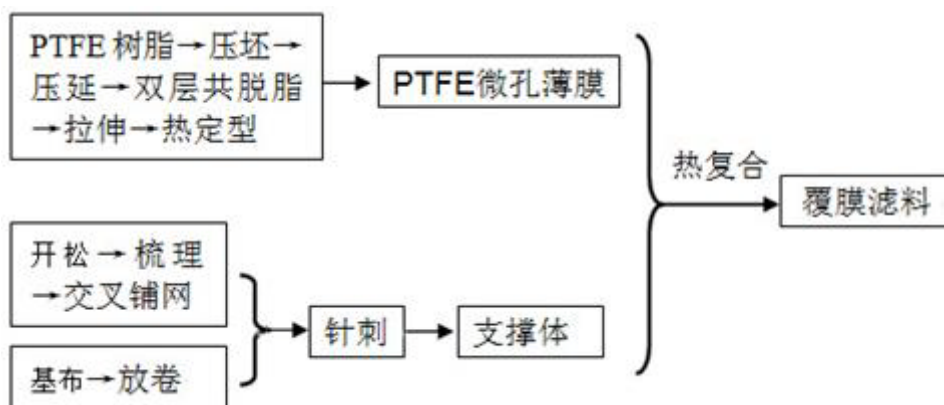 PTFE 树脂→压坯→
压延→双层共脱脂
→拉伸→热定型
PTFE微孔薄膜
热复合
覆膜滤料
开松→梳理
→交叉铺网
基布→放卷
针刺
支撑体